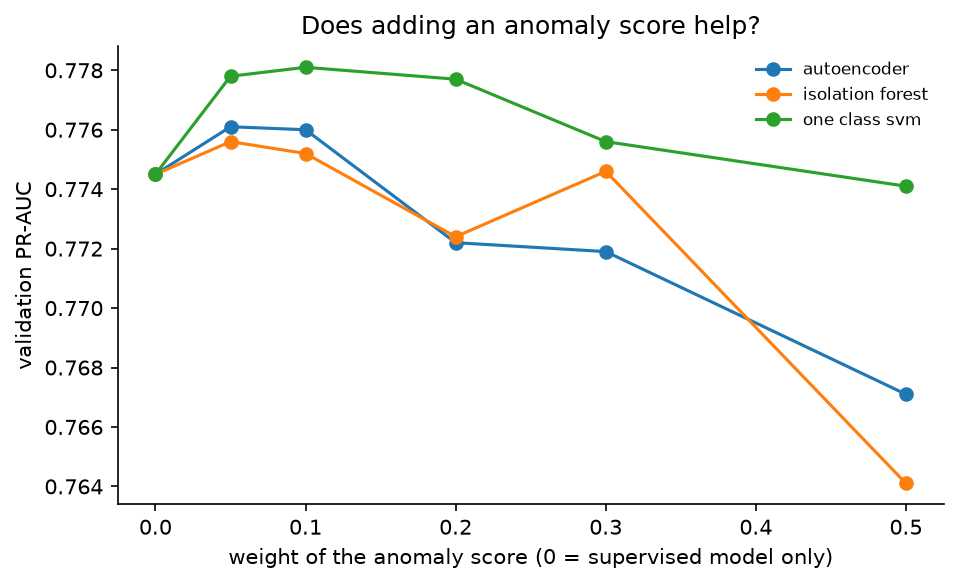 Does adding an anomaly score help?
autoencoder
isolation forest
one class svm
validation PR-AUC
0.778
0.776
0.774
0.772
0.770
0.768
0.766
0.764
0.0 0.1 0.2 0.3 0.4 0.5
weight of the anomaly score (0 = supervised model only)